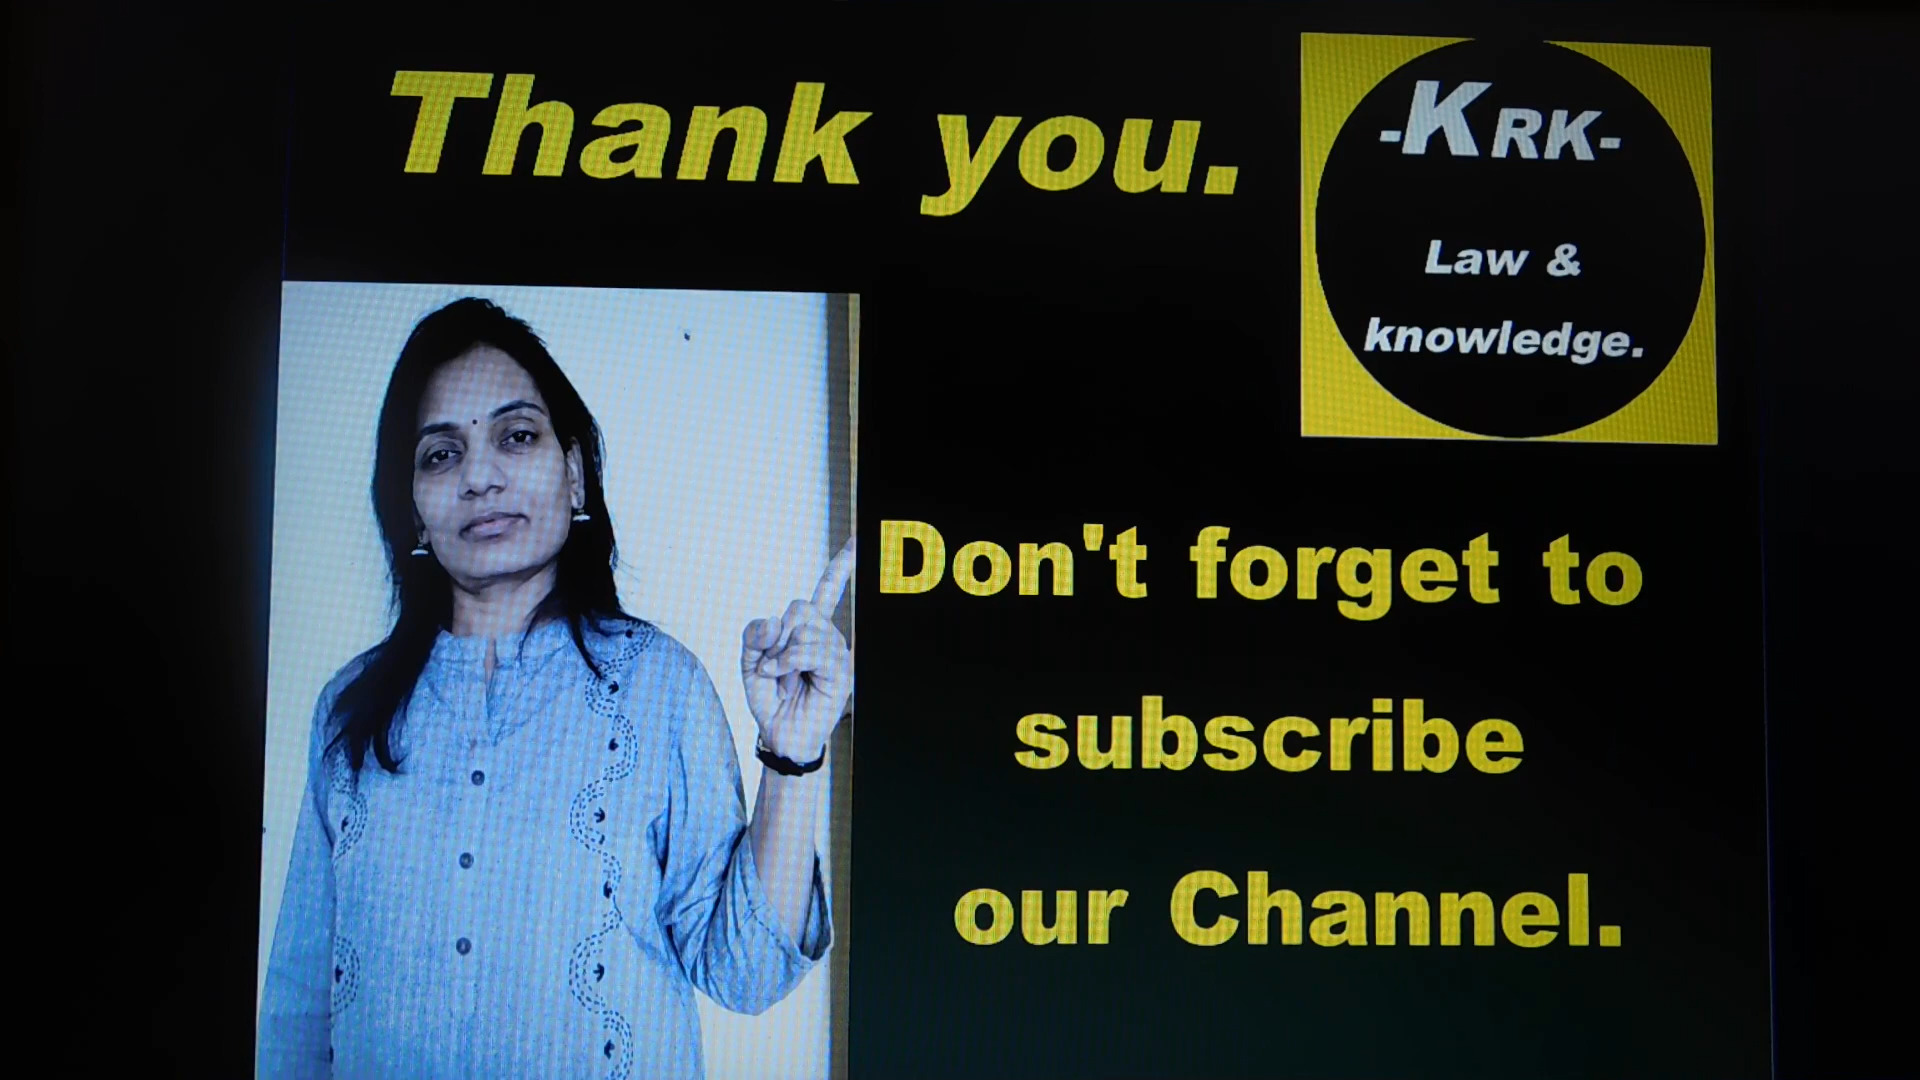 Thank you.
-KRK-
Law &
knowledge.
Don't forget to
subscribe
our Channel.